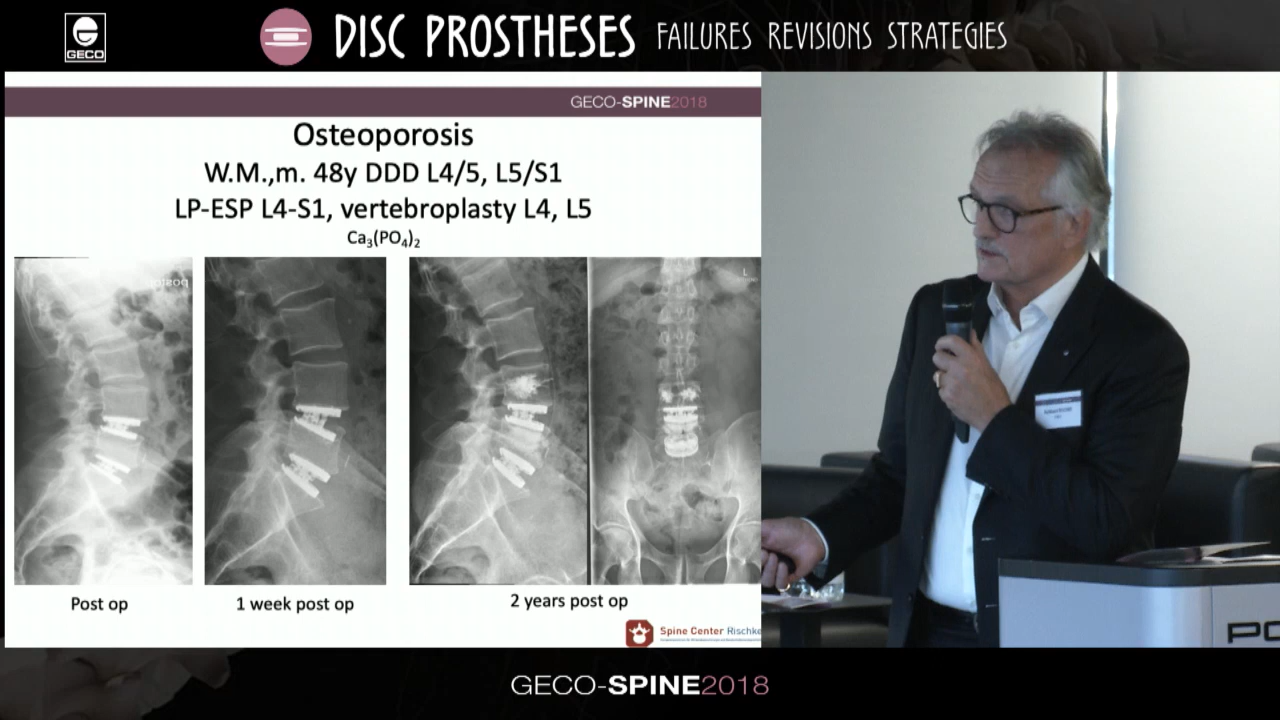 GECO
DISC PROSTHESES FAILURES REVISIONS STRATEGIES
GECO-SPINE2018
Osteoporosis
W.M.,m. 48y DDD L4/5, L5/S1
LP-ESP L4-S1, vertebroplasty L4, L5
Ca₃(PO₄)₂
L
Post op
1 week post op
2 years post op
Spine Center Rischke
PO
GECO-SPINE2018